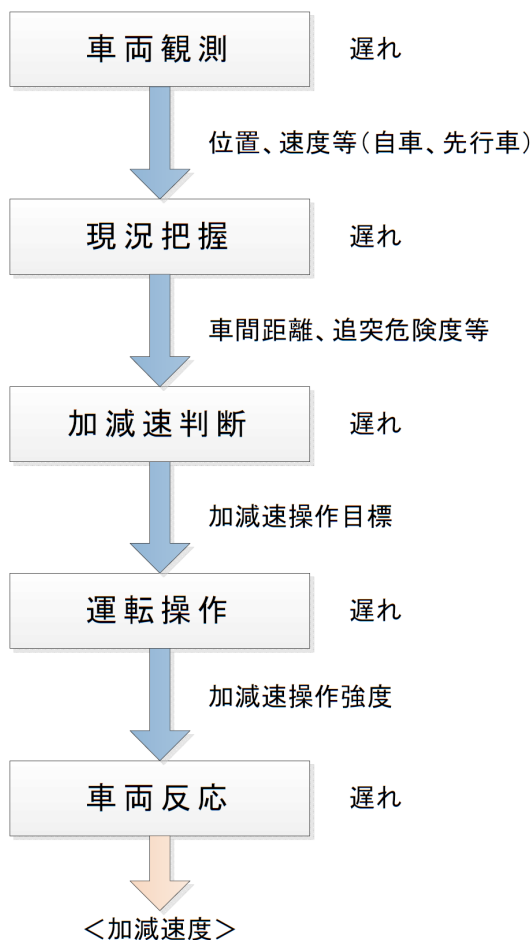 車両観測 遅れ
位置、速度等（自車、先行車）
現況把握 遅れ
車間距離、追突危険度等
加減速判断 遅れ
加減速操作目標
運転操作 遅れ
加減速操作強度
車両反応 遅れ
＜加減速度＞